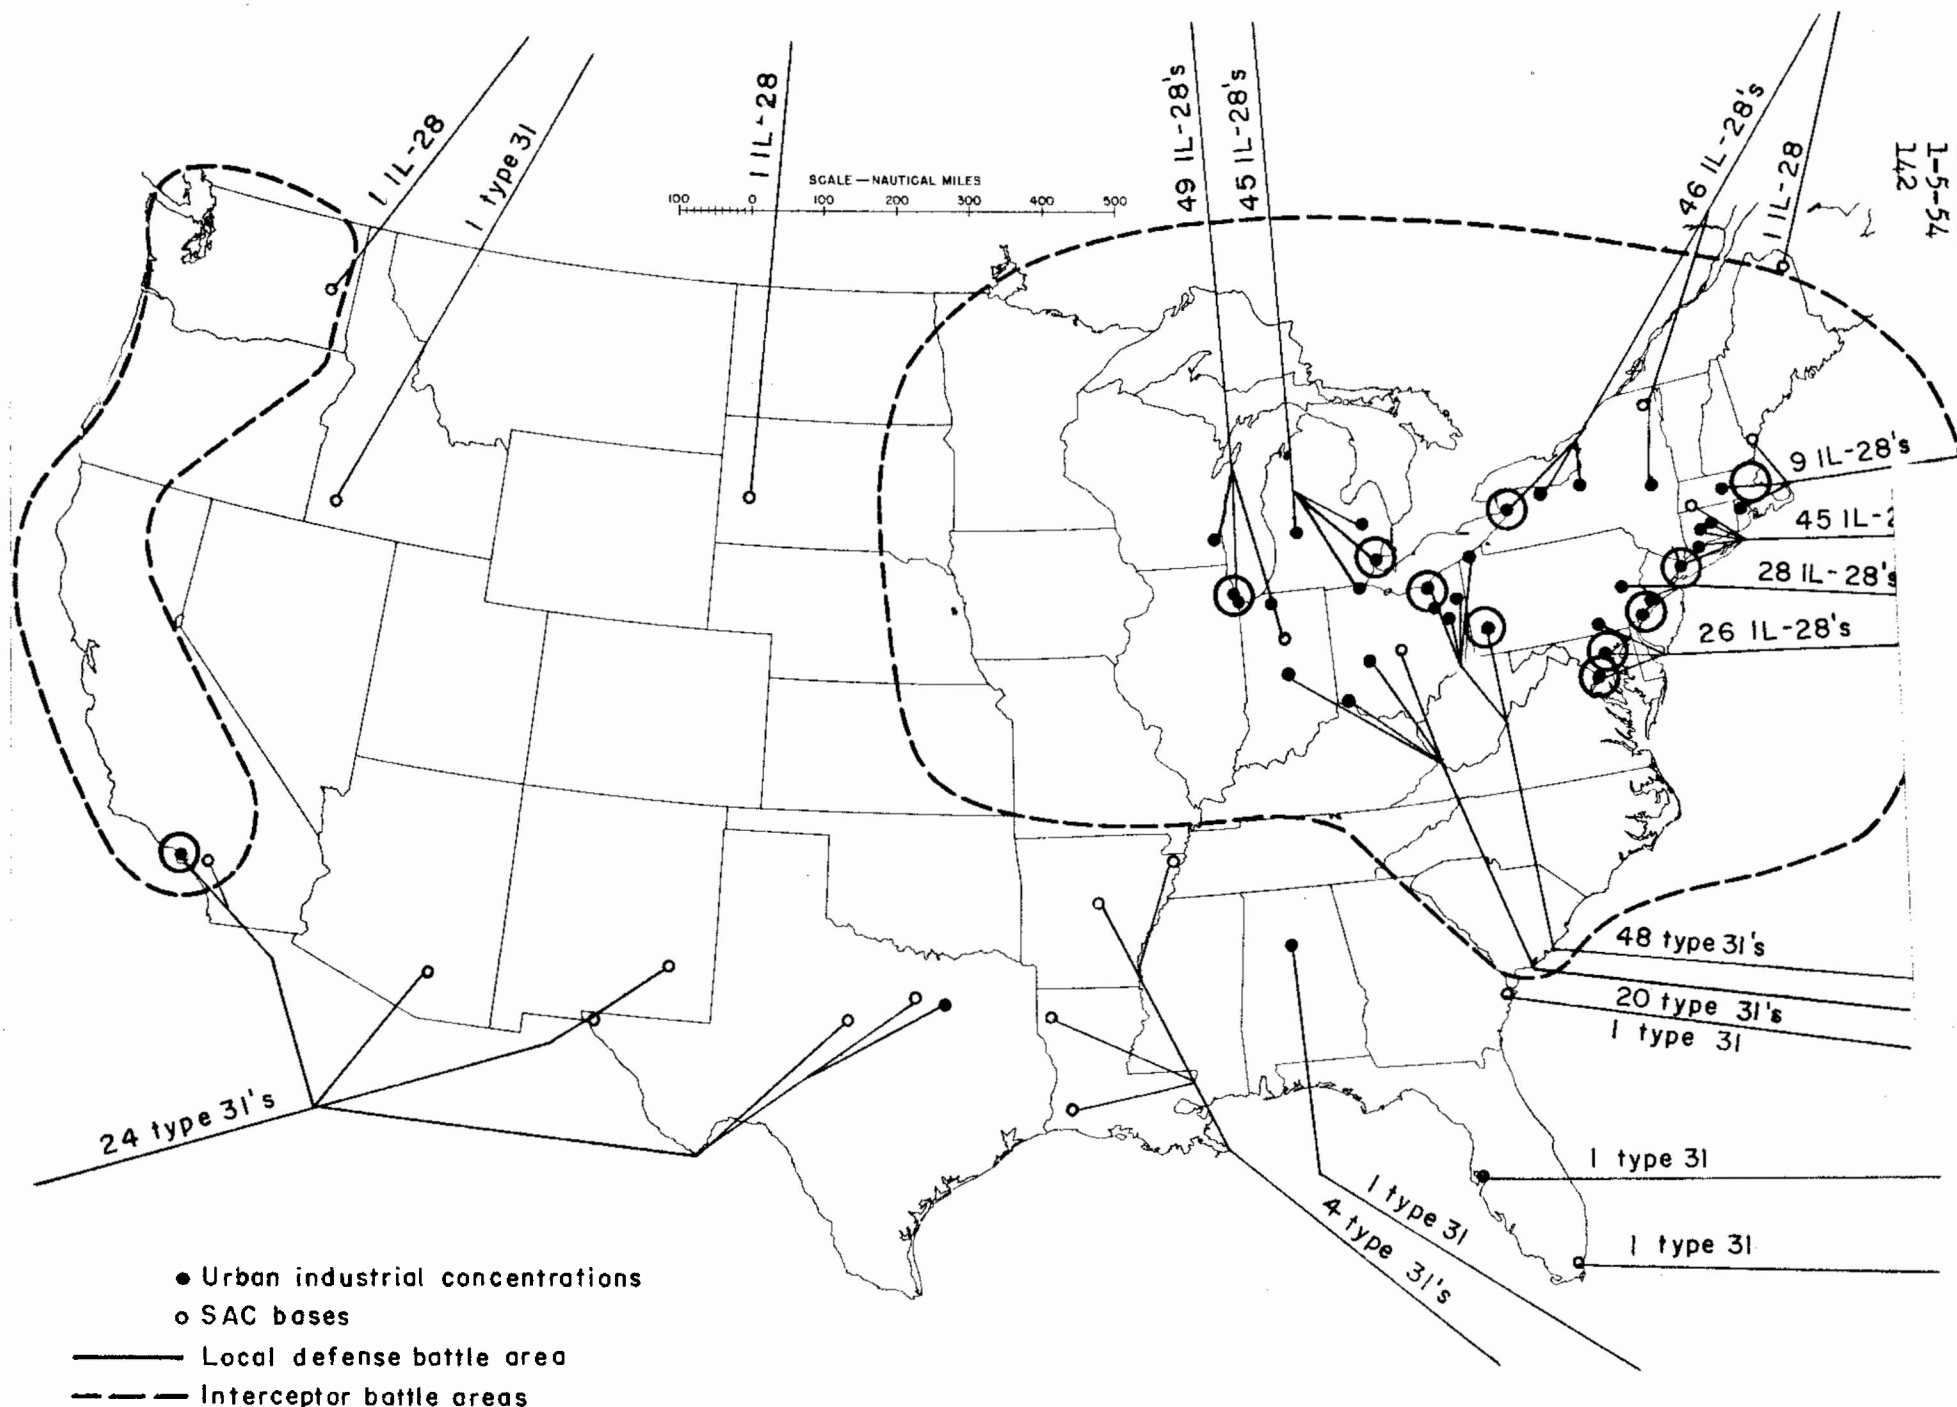 1 IL-28
1 type 31
1 IL-28
SCALE—NAUTICAL MILES
100 0 100 200 300 400 500
49 IL-28's
45 IL-28's
46 IL-28's
1 IL-28
1-5-54
142
9 IL-28's
45 IL-2
28 IL-28's
26 IL-28's
48 type 31's
20 type 31's
1 type 31
24 type 31's
1 type 31
1 type 31
4 type 31's
1 type 31
● Urban industrial concentrations
○ SAC bases
Local defense battle area
Interceptor battle areas